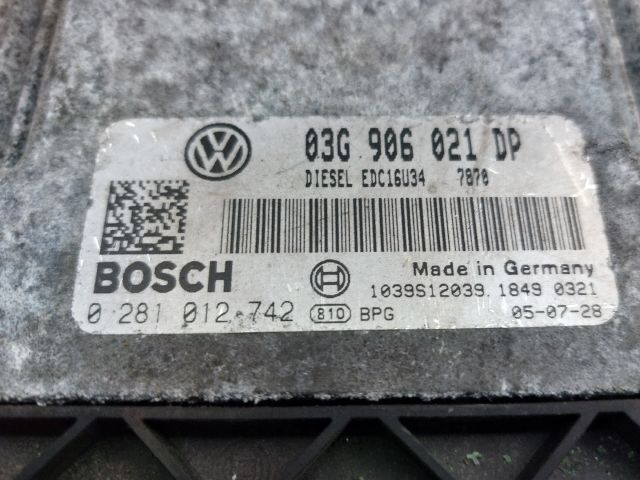 03G 906 021 DP
DIESEL EDC16U34 7870
BOSCH
Made in Germany
1039S12039 1849 0321
0 281 012 742 810 BPG 05-07-28